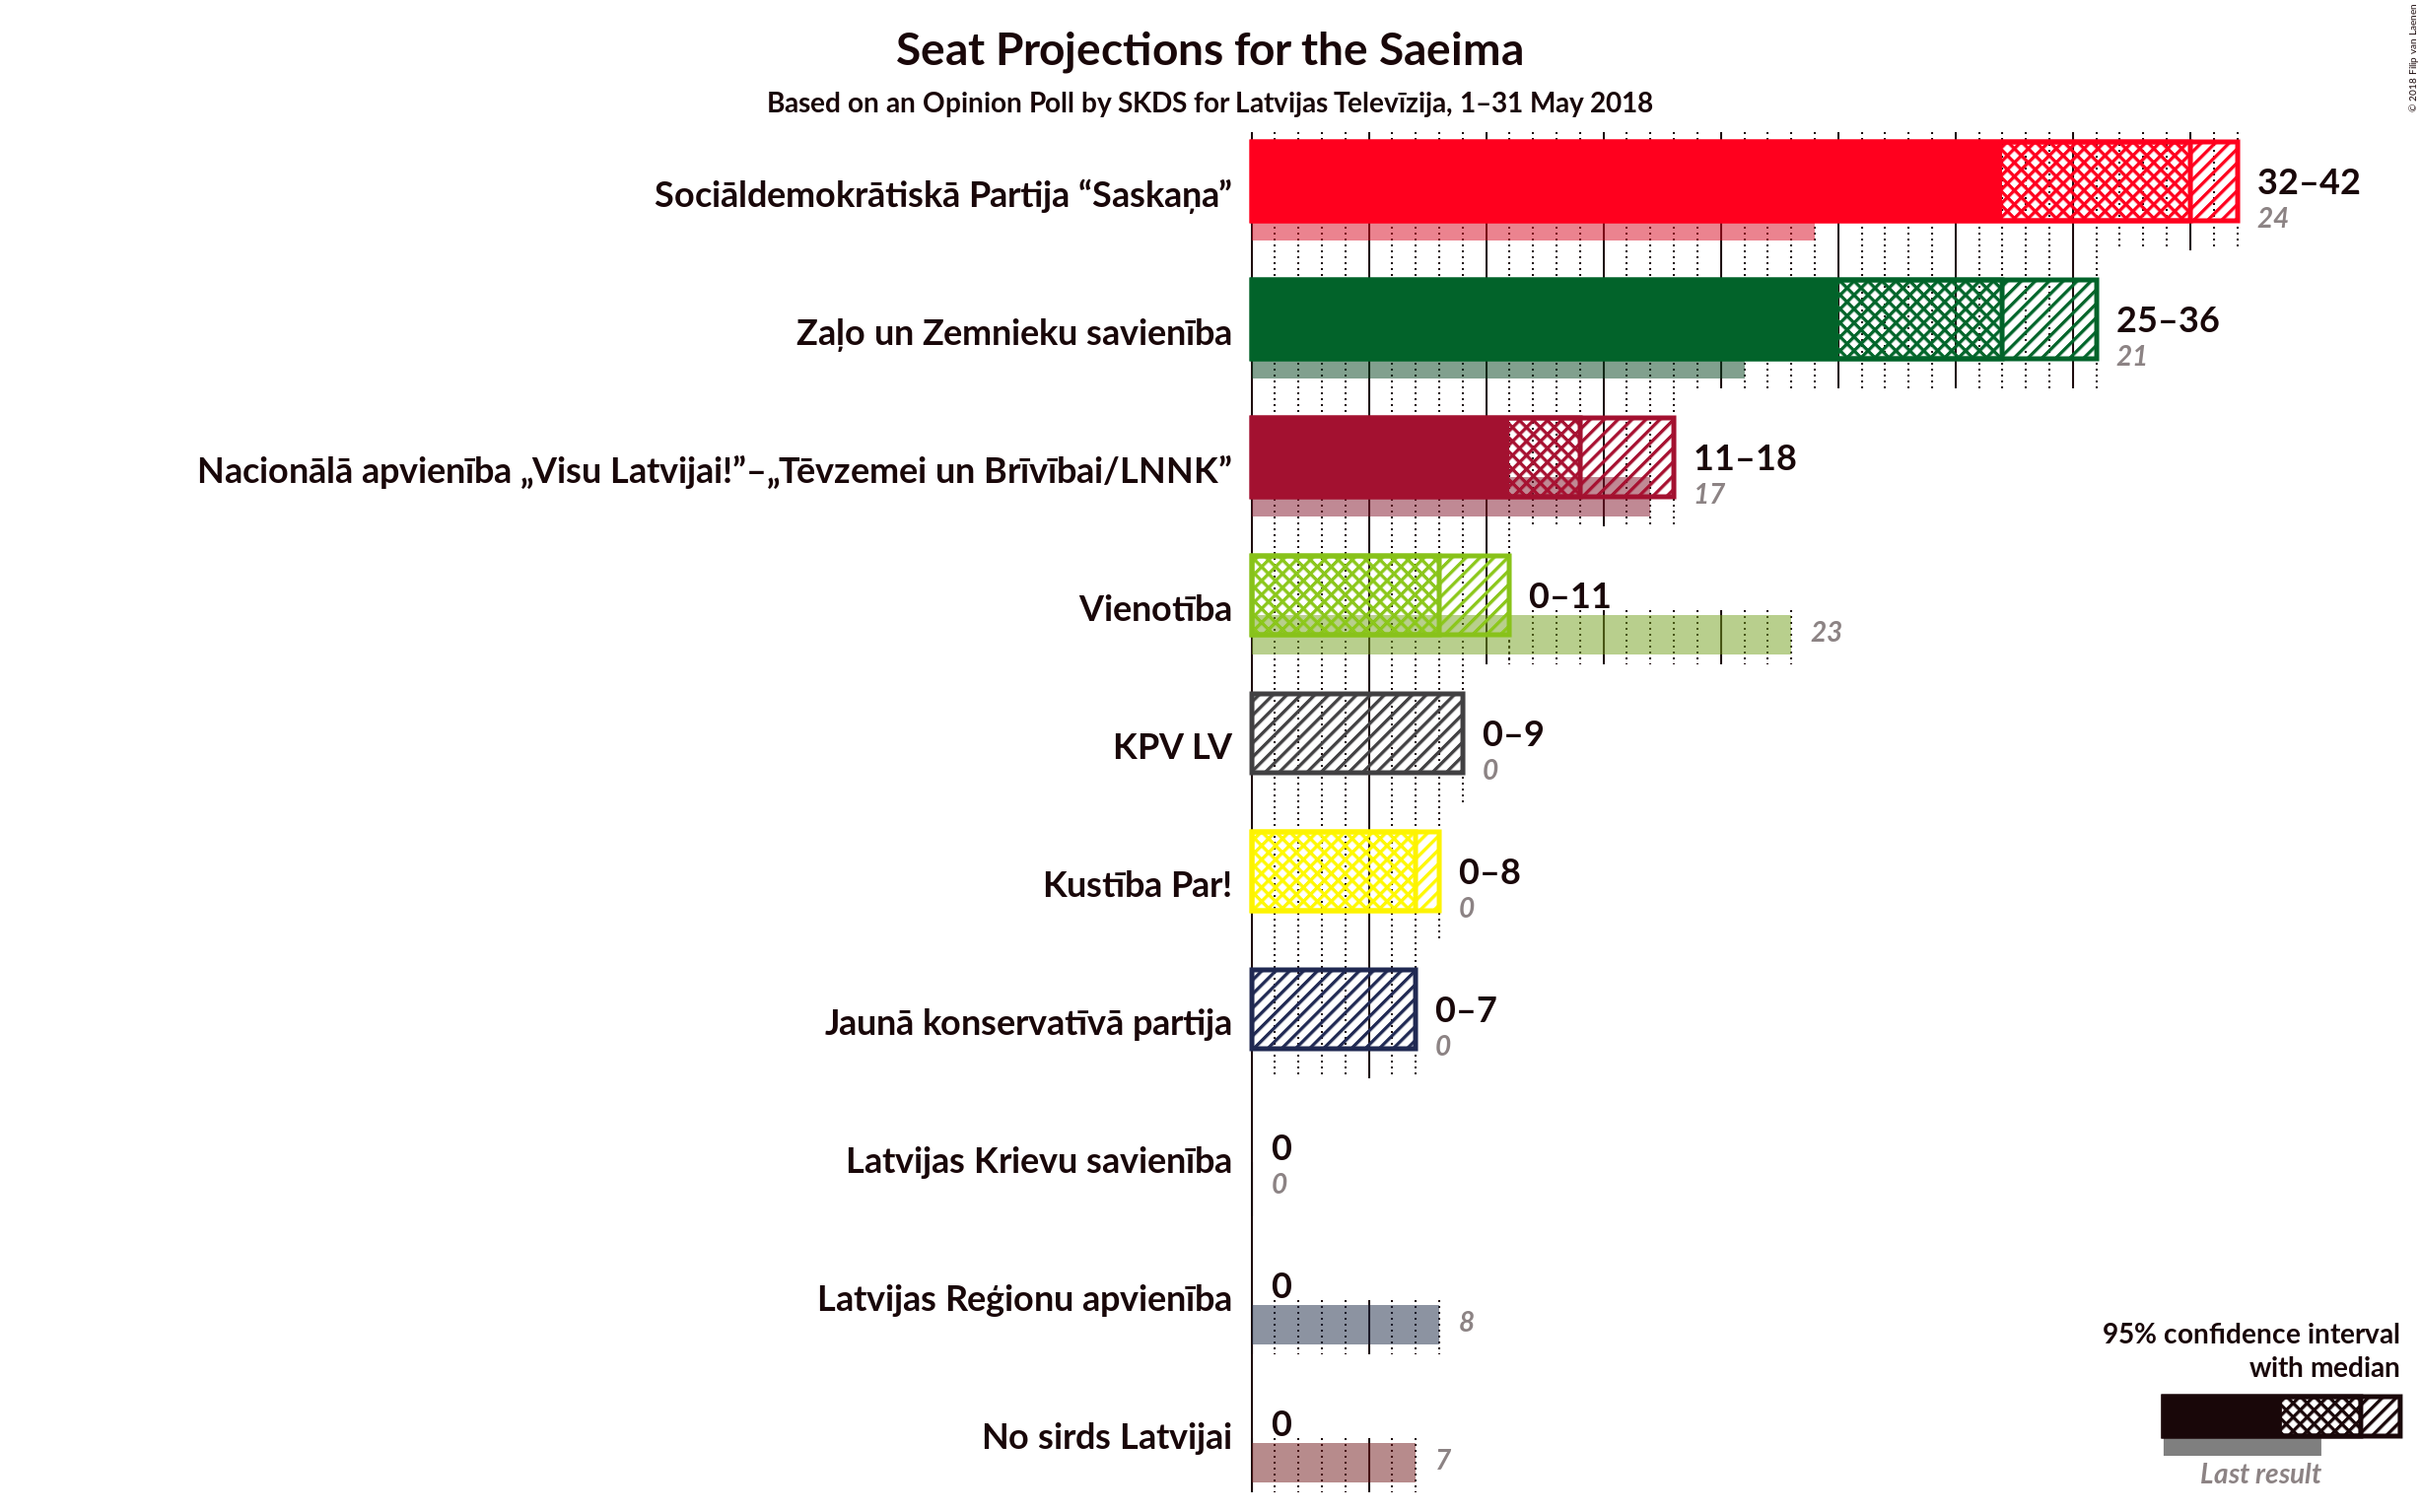 Seat Projections for the Saeima
Based on an Opinion Poll by SKDS for Latvijas Televīzija, 1–31 May 2018
© 2018 Filip van Laenen
Sociāldemokrātiskā Partija “Saskaņa”
32–42
24
Zaļo un Zemnieku savienība
25–36
21
Nacionālā apvienība „Visu Latvijai!”–„Tēvzemei un Brīvībai/LNNK”
11–18
17
Vienotība
0–11
23
KPV LV
0–9
0
Kustība Par!
0–8
0
Jaunā konservatīvā partija
0–7
0
Latvijas Krievu savienība
0
0
Latvijas Reģionu apvienība
0
8
No sirds Latvijai
0
7
95% confidence interval
with median
Last result